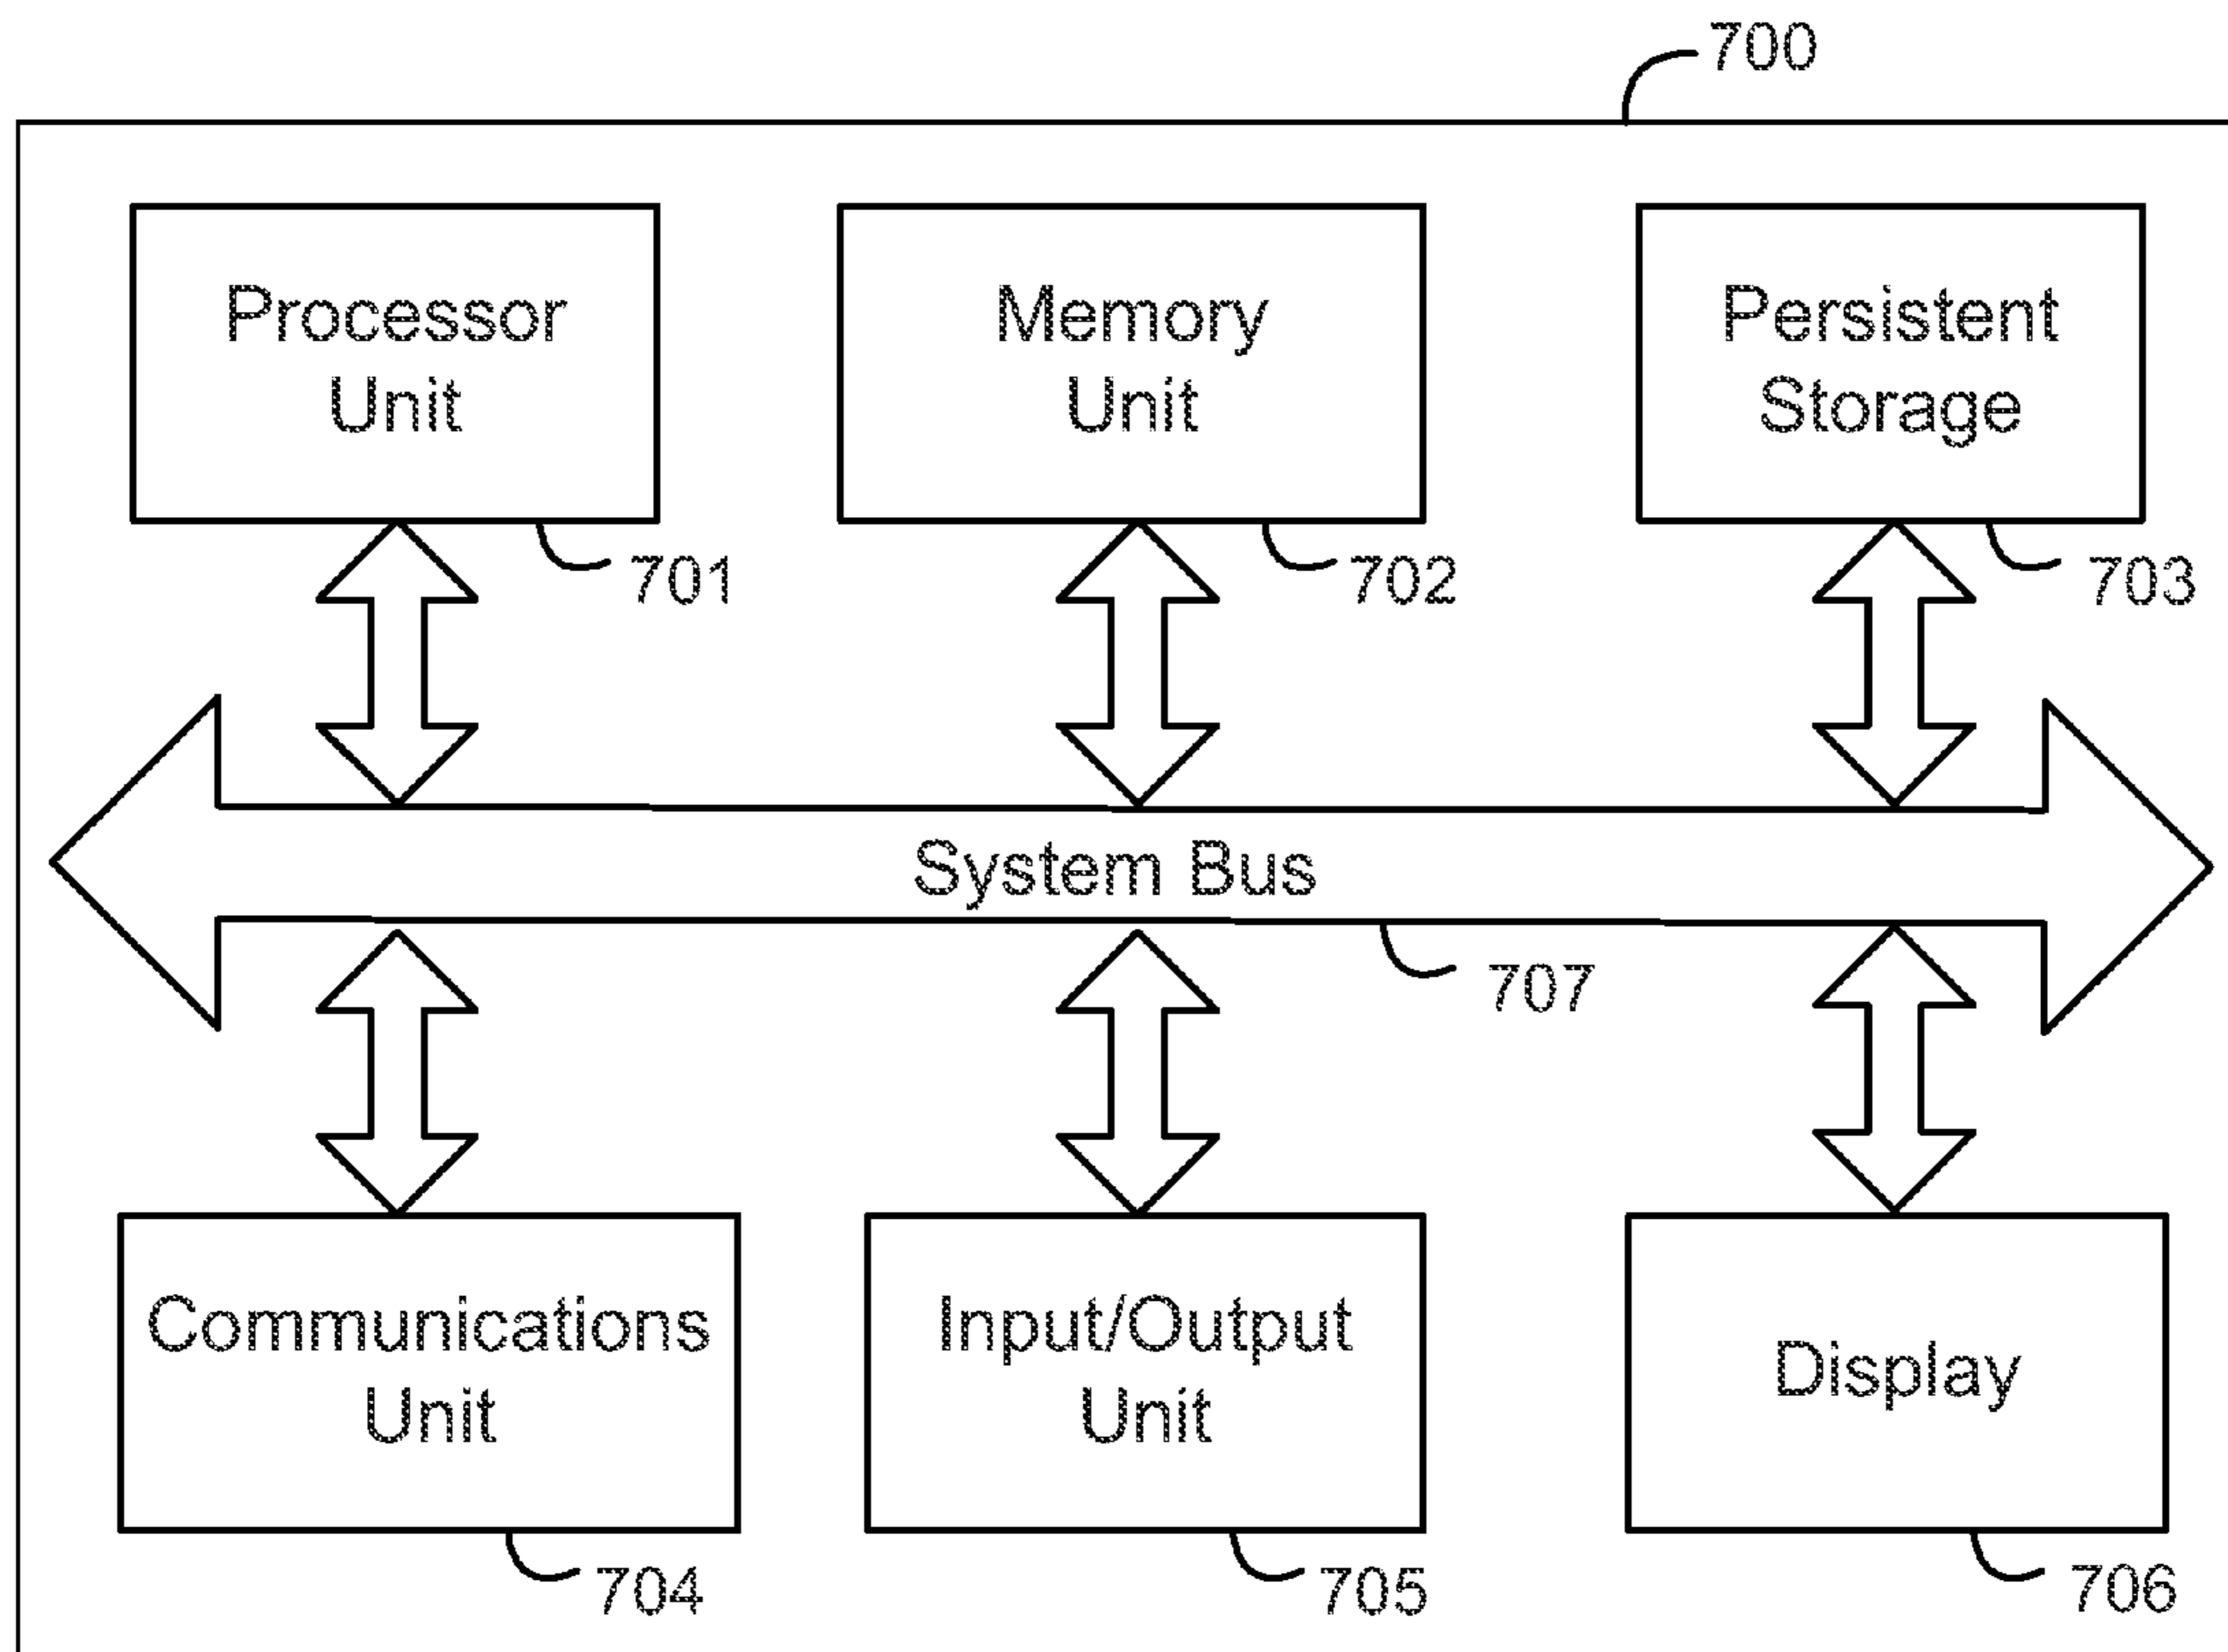 700
Processor
Unit
Memory
Unit
Persistent
Storage
701
702
703
System Bus
707
Communications
Unit
Input/Output
Unit
Display
704
705
706